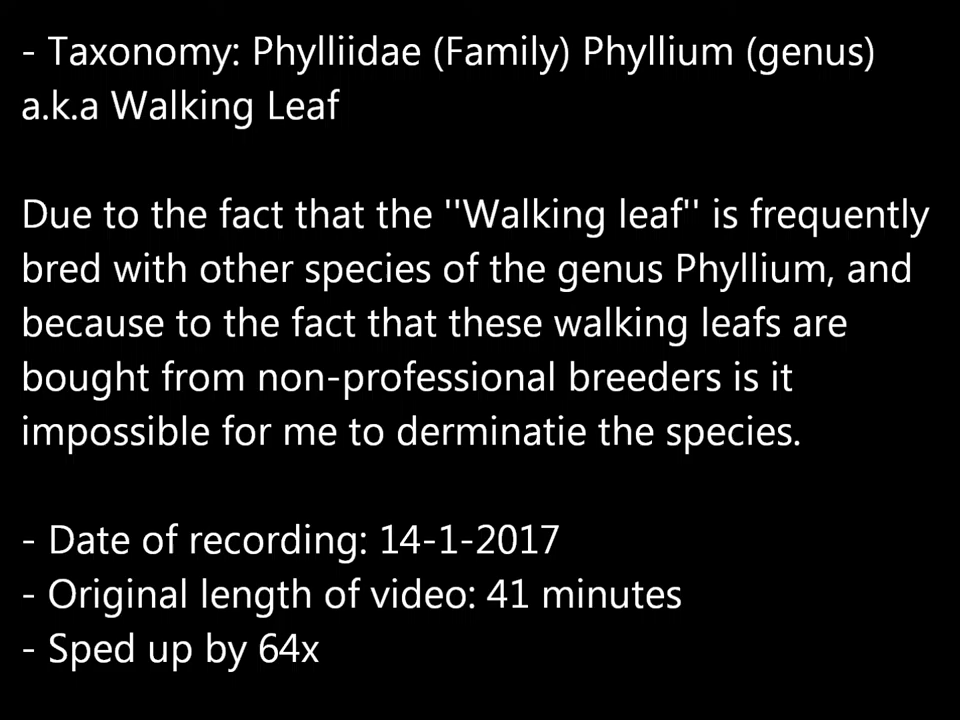 - Taxonomy: Phylliidae (Family) Phyllium (genus)
a.k.a Walking Leaf
Due to the fact that the ''Walking leaf'' is frequently
bred with other species of the genus Phyllium, and
because to the fact that these walking leafs are
bought from non-professional breeders is it
impossible for me to derminatie the species.
- Date of recording: 14-1-2017
- Original length of video: 41 minutes
- Sped up by 64x